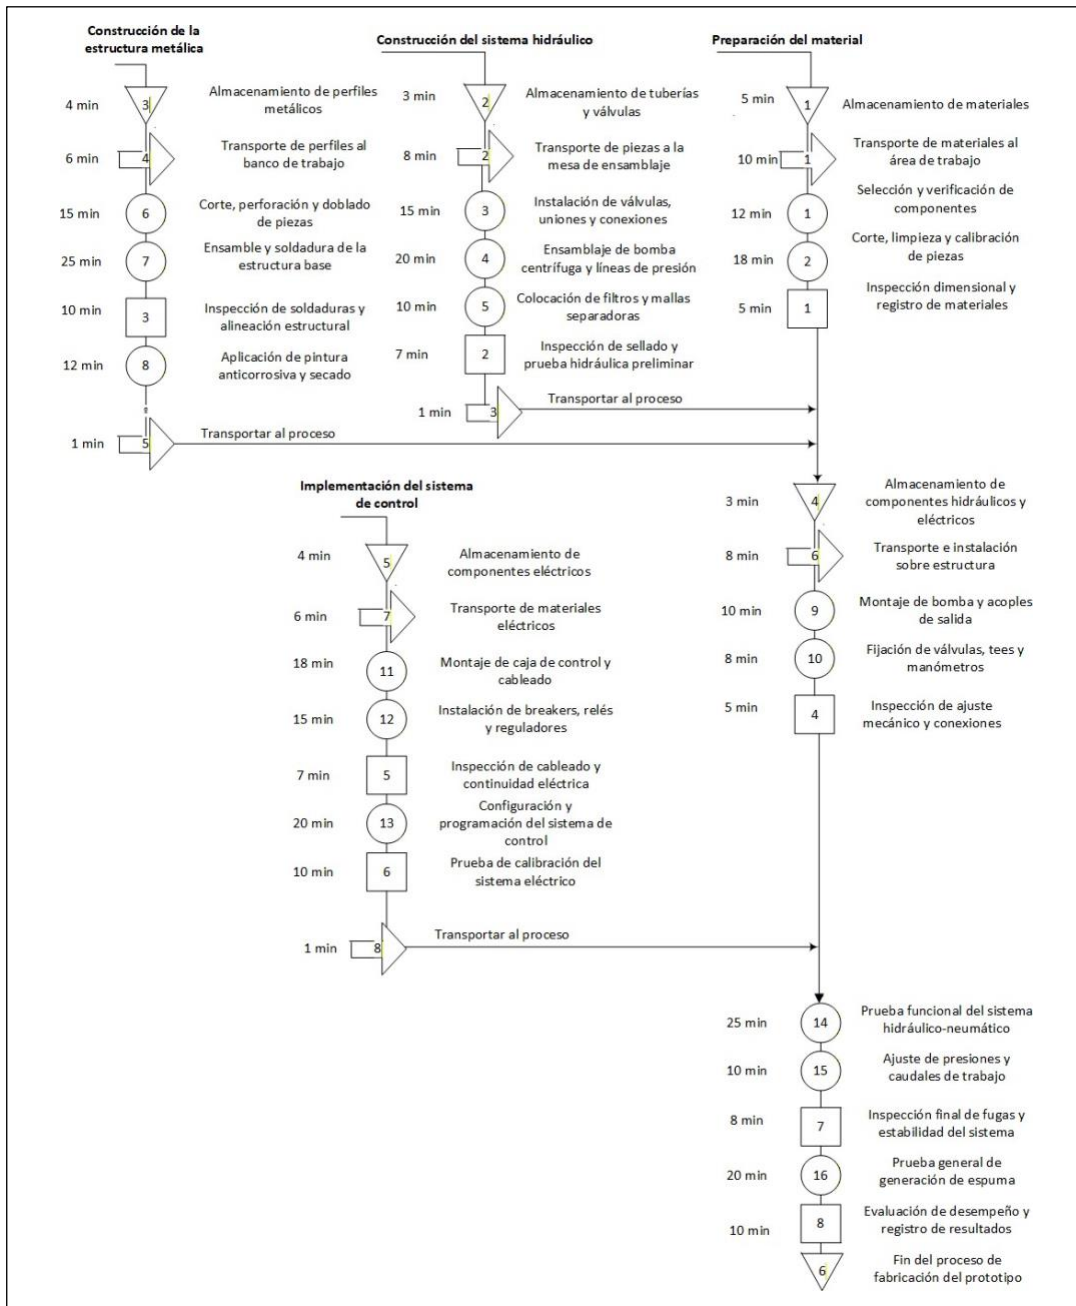 Construcción de la
estructura metálica
4 min
3
Almacenamiento de perfiles
metálicos
6 min
4
Transporte de perfiles al
banco de trabajo
15 min
6
Corte, perforación y doblado
de piezas
25 min
7
Ensamble y soldadura de la
estructura base
10 min
3
Inspección de soldaduras y
alineación estructural
12 min
8
Aplicación de pintura
anticorrosiva y secado
1 min
5
Transportar al proceso
Construcción del sistema hidráulico
3 min
2
Almacenamiento de tuberías
y válvulas
8 min
2
Transporte de piezas a la
mesa de ensamblaje
15 min
3
Instalación de válvulas,
uniones y conexiones
20 min
4
Ensamblaje de bomba
centrífuga y líneas de presión
10 min
5
Colocación de filtros y mallas
separadoras
7 min
2
Inspección de sellado y
prueba hidráulica preliminar
1 min
3
Transportar al proceso
Preparación del material
5 min
1
Almacenamiento de materiales
10 min
1
Transporte de materiales al
área de trabajo
12 min
1
Selección y verificación de
componentes
18 min
2
Corte, limpieza y calibración
de piezas
5 min
1
Inspección dimensional y
registro de materiales
3 min
4
Almacenamiento de
componentes hidráulicos y
eléctricos
8 min
6
Transporte e instalación
sobre estructura
10 min
9
Montaje de bomba y acoples
de salida
8 min
10
Fijación de válvulas, tees y
manómetros
5 min
4
Inspección de ajuste
mecánico y conexiones
Implementación del sistema
de control
4 min
5
Almacenamiento de
componentes eléctricos
6 min
7
Transporte de materiales
eléctricos
18 min
11
Montaje de caja de control y
cableado
15 min
12
Instalación de breakers, relés
y reguladores
7 min
5
Inspección de cableado y
continuidad eléctrica
20 min
13
Configuración y
programación del sistema de
control
10 min
6
Prueba de calibración del
sistema eléctrico
1 min
8
Transportar al proceso
25 min
14
Prueba funcional del sistema
hidráulico-neumático
10 min
15
Ajuste de presiones y
caudales de trabajo
8 min
7
Inspección final de fugas y
estabilidad del sistema
20 min
16
Prueba general de
generación de espuma
10 min
8
Evaluación de desempeño y
registro de resultados
6
Fin del proceso de
fabricación del prototipo